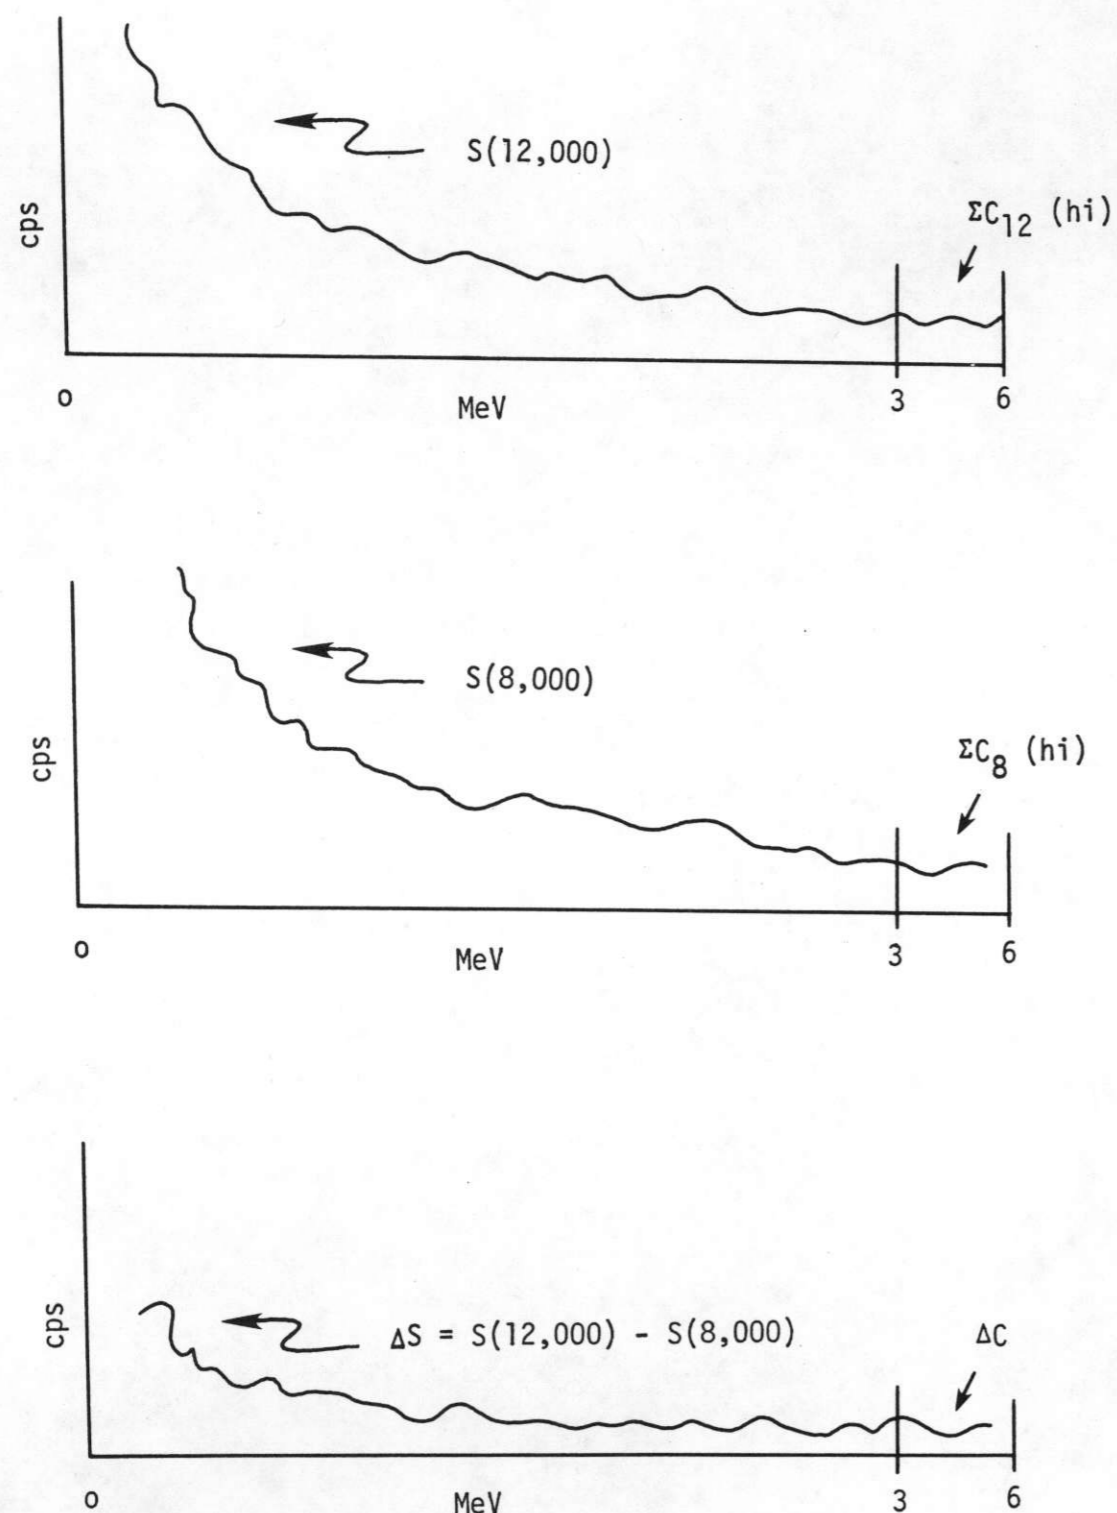 S(12,000)
ΣC12 (hi)
cps
0
MeV
3
6
S(8,000)
ΣC8 (hi)
cps
0
MeV
3
6
ΔS = S(12,000) - S(8,000)
ΔC
cps
0
MeV
3
6